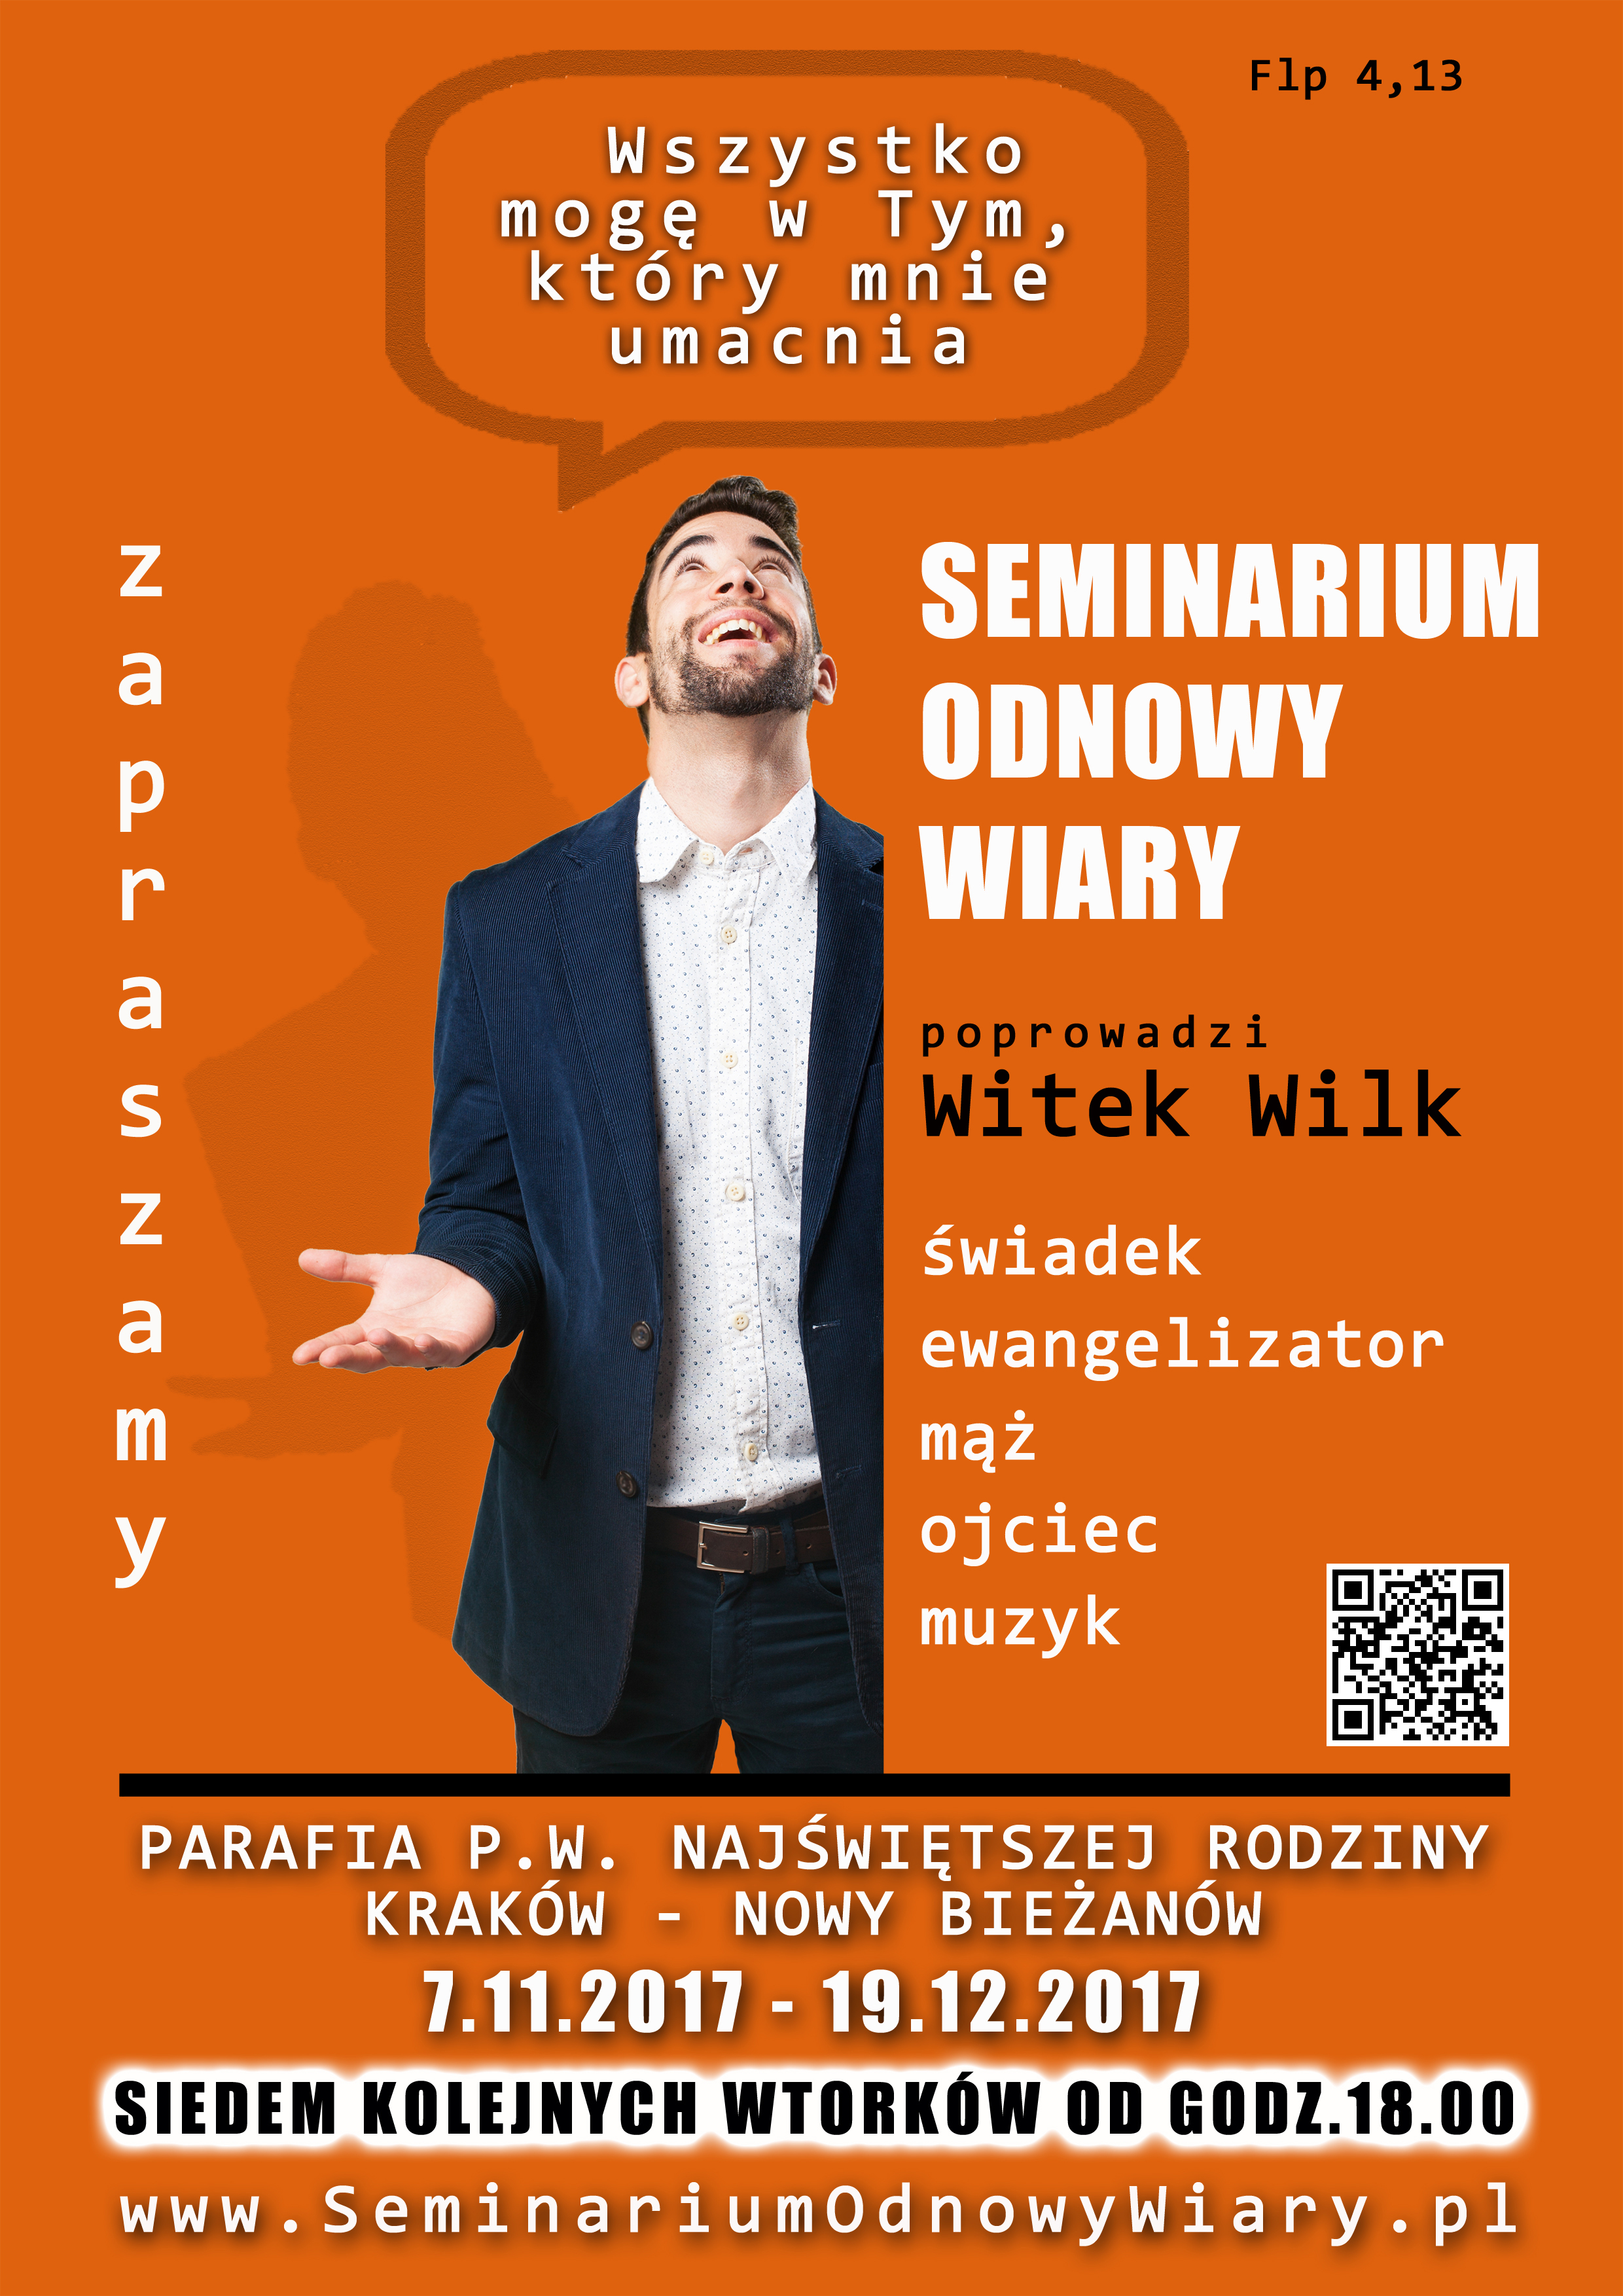 Flp 4,13
Wszystko
mogę w Tym,
który mnie
umacnia
zapraszamy
SEMINARIUM
ODNOWY
WIARY
poprowadzi
Witek Wilk
świadek
ewangelizator
mąż
ojciec
muzyk
PARAFIA P.W. NAJŚWIĘTSZEJ RODZINY
KRAKÓW - NOWY BIEŻANÓW
7.11.2017 - 19.12.2017
SIEDEM KOLEJNYCH WTORKÓW OD GODZ.18.00
www.SeminariumOdnowyWiary.pl